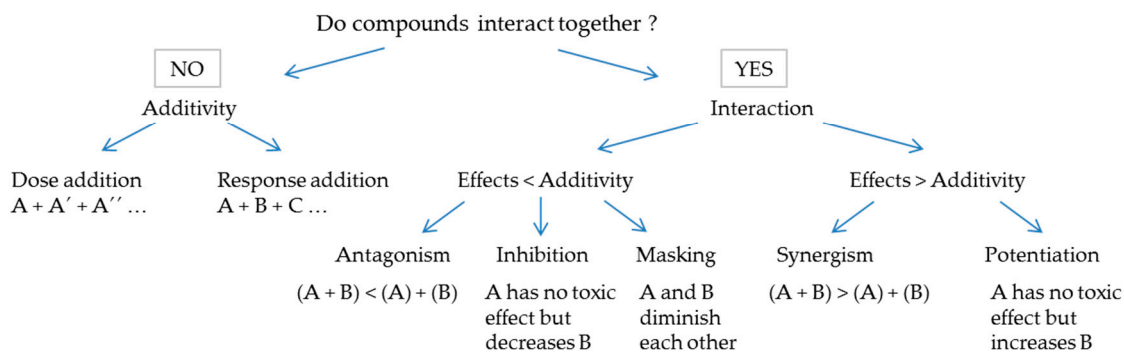 Do compounds interact together ?
NO
YES
Additivity
Interaction
Dose addition
A + A′ + A′′ …
Response addition
A + B + C …
Effects < Additivity
Effects > Additivity
Antagonism
(A + B) < (A) + (B)
Inhibition
A has no toxic
effect but
decreases B
Masking
A and B
diminish
each other
Synergism
(A + B) > (A) + (B)
Potentiation
A has no toxic
effect but
increases B